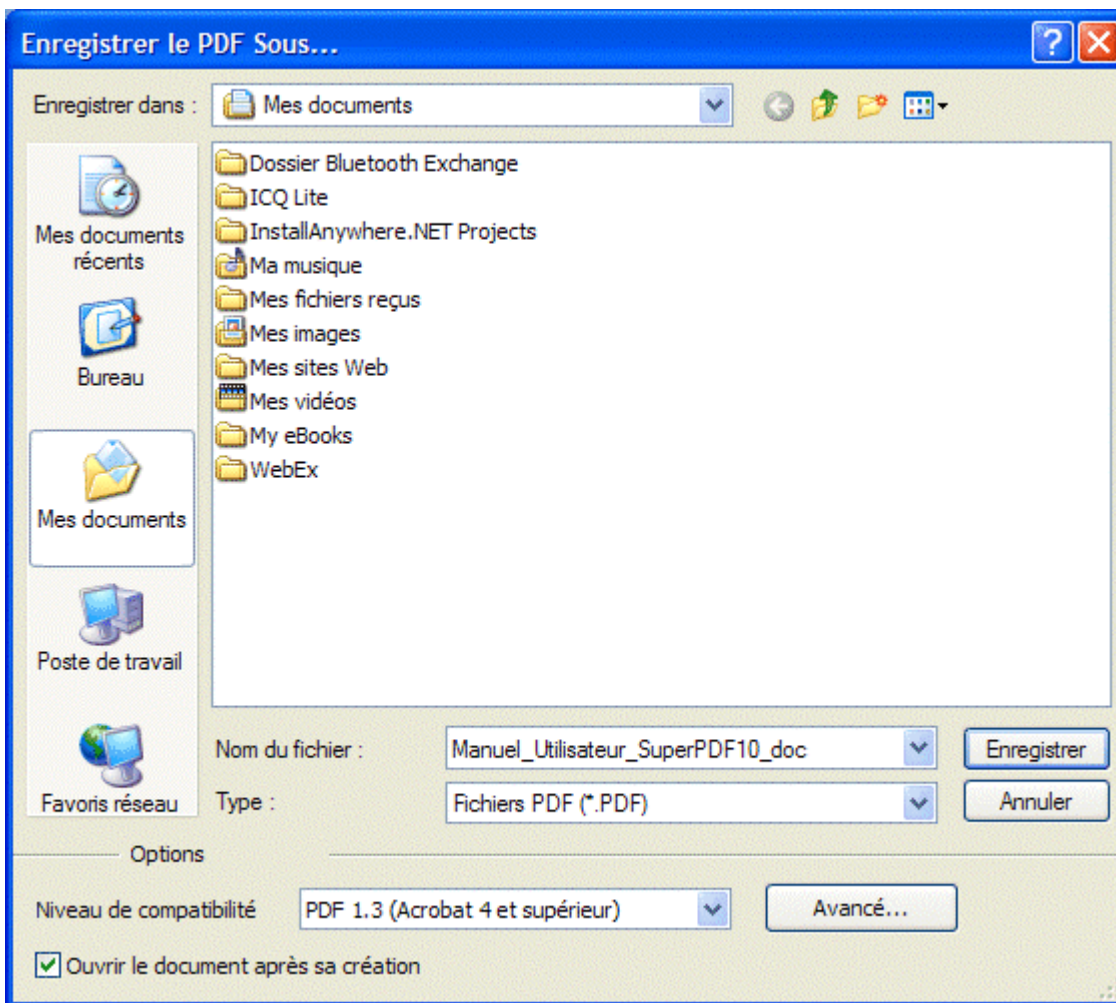 Enregistrer le PDF Sous...
Enregistrer dans :
Mes documents
Mes documents
récents
Bureau
Mes documents
Poste de travail
Favoris réseau
Dossier Bluetooth Exchange
ICQ Lite
InstallAnywhere.NET Projects
Ma musique
Mes fichiers reçus
Mes images
Mes sites Web
Mes vidéos
My eBooks
WebEx
Nom du fichier :
Manuel_Utilisateur_SuperPDF10_doc
Enregistrer
Type :
Fichiers PDF (*.PDF)
Annuler
Options
Niveau de compatibilité
PDF 1.3 (Acrobat 4 et supérieur)
Avancé...
Ouvrir le document après sa création